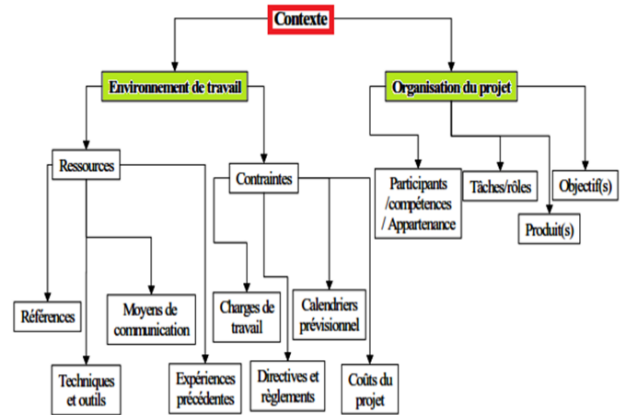 Contexte
Environnement de travail
Organisation du projet
Ressources
Contraintes
Participants
/compétences
/ Appartenance
Tâches/rôles
Objectif(s)
Produit(s)
Références
Moyens de
communication
Charges de
travail
Calendriers
prévisionnel
Techniques
et outils
Expériences
précédentes
Directives et
règlements
Coûts du
projet